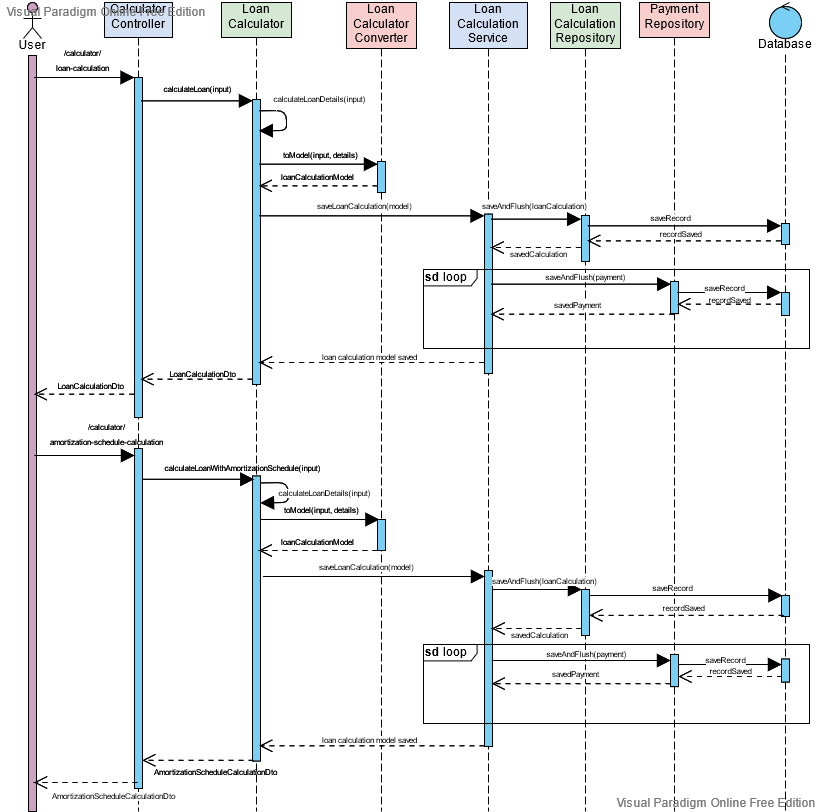 Visual Paradigm Online Free Edition
User
Calculator
Controller
Loan
Calculator
Loan
Calculator
Converter
Loan
Calculation
Service
Loan
Calculation
Repository
Payment
Repository
Database
/calculator/
loan-calculation
calculateLoan(input)
calculateLoanDetails(input)
toModel(input, details)
loanCalculationModel
saveLoanCalculation(model)
saveAndFlush(loanCalculation)
saveRecord
recordSaved
savedCalculation
sd loop
saveAndFlush(payment)
saveRecord
recordSaved
savedPayment
loan calculation model saved
LoanCalculationDto
LoanCalculationDto
/calculator/
amortization-schedule-calculation
calculateLoanWithAmortizationSchedule(input)
calculateLoanDetails(input)
toModel(input, details)
loanCalculationModel
saveLoanCalculation(model)
saveAndFlush(loanCalculation)
saveRecord
recordSaved
savedCalculation
sd loop
saveAndFlush(payment)
saveRecord
recordSaved
savedPayment
loan calculation model saved
AmortizationScheduleCalculationDto
AmortizationScheduleCalculationDto
Visual Paradigm Online Free Edition